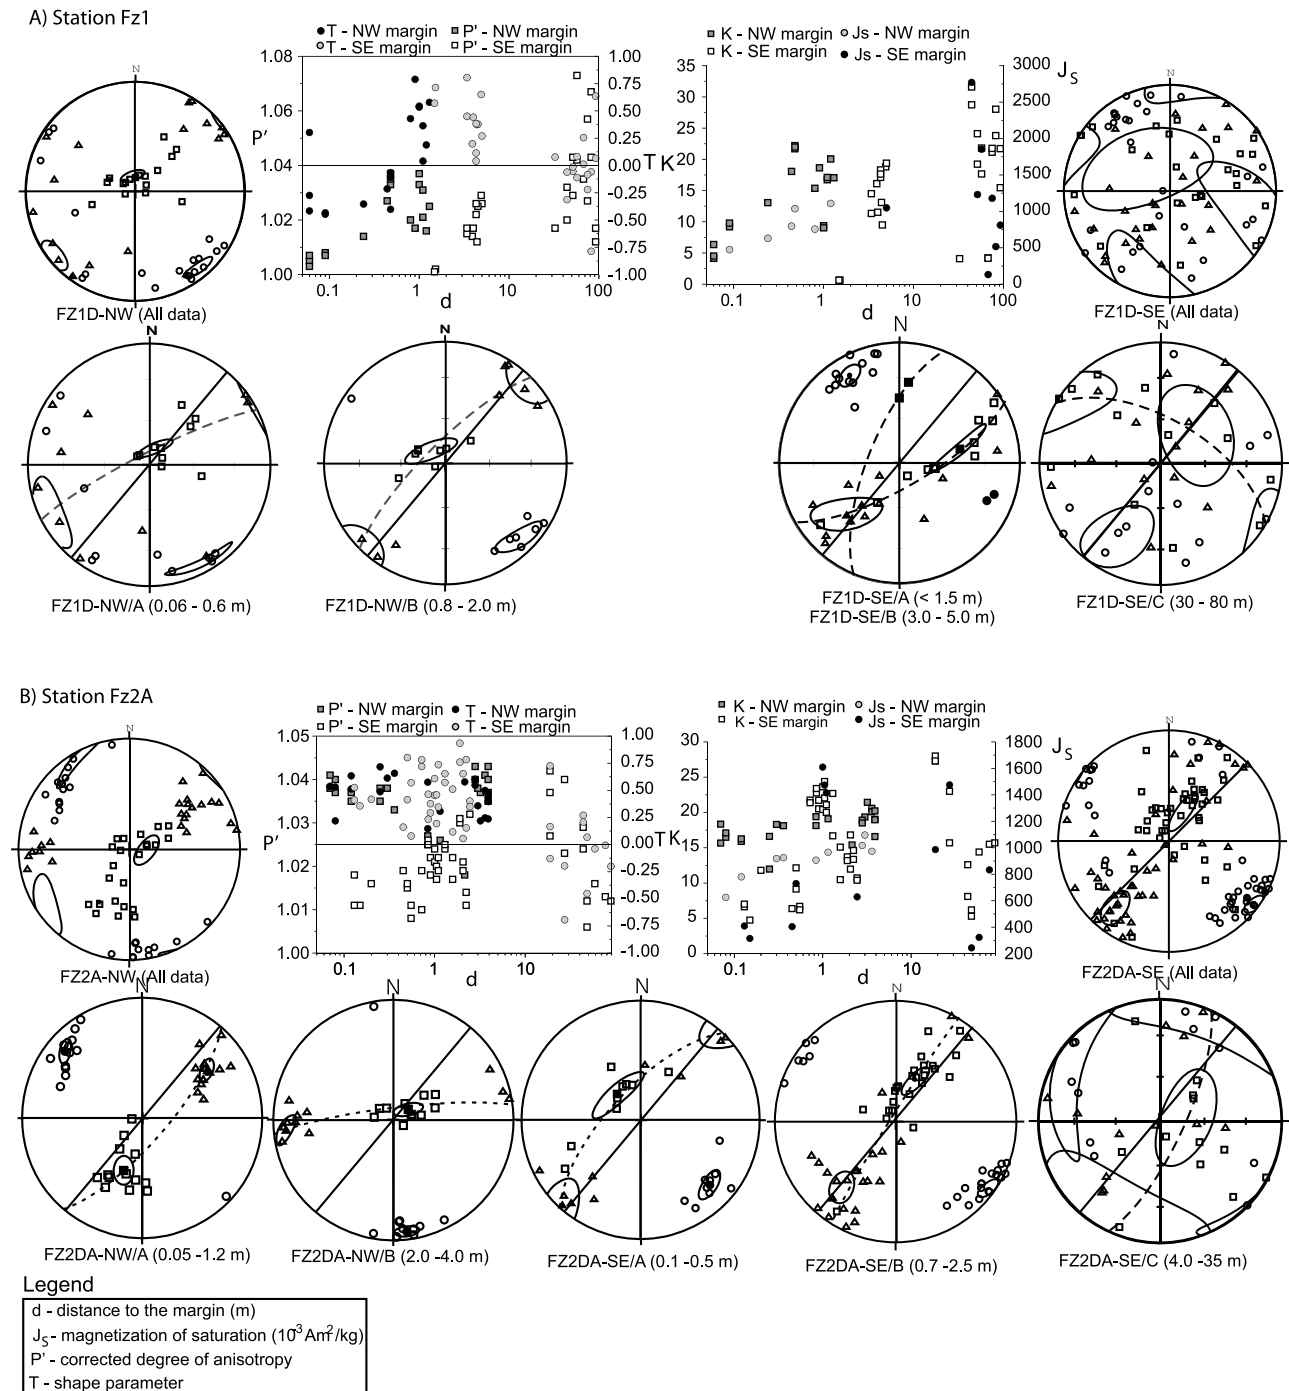 A) Station Fz1
T - NW margin P' - NW margin
T - SE margin P' - SE margin
K - NW margin Js - NW margin
K - SE margin Js - SE margin
N
1.08
1.06
1.04
1.02
1.00
P'
1.00
0.75
0.50
0.25
0.00
-0.25
-0.50
-0.75
-1.00
T
0.1 1 10 100
d
K
35
30
25
20
15
10
5
0
3000
2500
2000
1500
1000
500
0
JS
0.1 1 10 100
d
FZ1D-NW (All data)
FZ1D-SE (All data)
N
N
N
N
FZ1D-NW/A (0.06 - 0.6 m)
FZ1D-NW/B (0.8 - 2.0 m)
FZ1D-SE/A (< 1.5 m)
FZ1D-SE/B (3.0 - 5.0 m)
FZ1D-SE/C (30 - 80 m)
B) Station Fz2A
P' - NW margin T - NW margin
P' - SE margin T - SE margin
K - NW margin Js - NW margin
K - SE margin Js - SE margin
N
N
1.05
1.04
1.03
1.02
1.01
1.00
P'
1.00
0.75
0.50
0.25
0.00
-0.25
-0.50
-0.75
-1.00
T
0.1 1 10
d
K
30
25
20
15
10
5
0
1800
1600
1400
1200
1000
800
600
400
200
JS
0.1 1 10
FZ2A-NW (All data)
FZ2DA-SE (All data)
N
N
N
N
N
FZ2DA-NW/A (0.05 -1.2 m)
FZ2DA-NW/B (2.0 -4.0 m)
FZ2DA-SE/A (0.1 -0.5 m)
FZ2DA-SE/B (0.7 -2.5 m)
FZ2DA-SE/C (4.0 -35 m)
Legend
d - distance to the margin (m)
JS - magnetization of saturation (10-3 Am2/kg)
P' - corrected degree of anisotropy
T - shape parameter